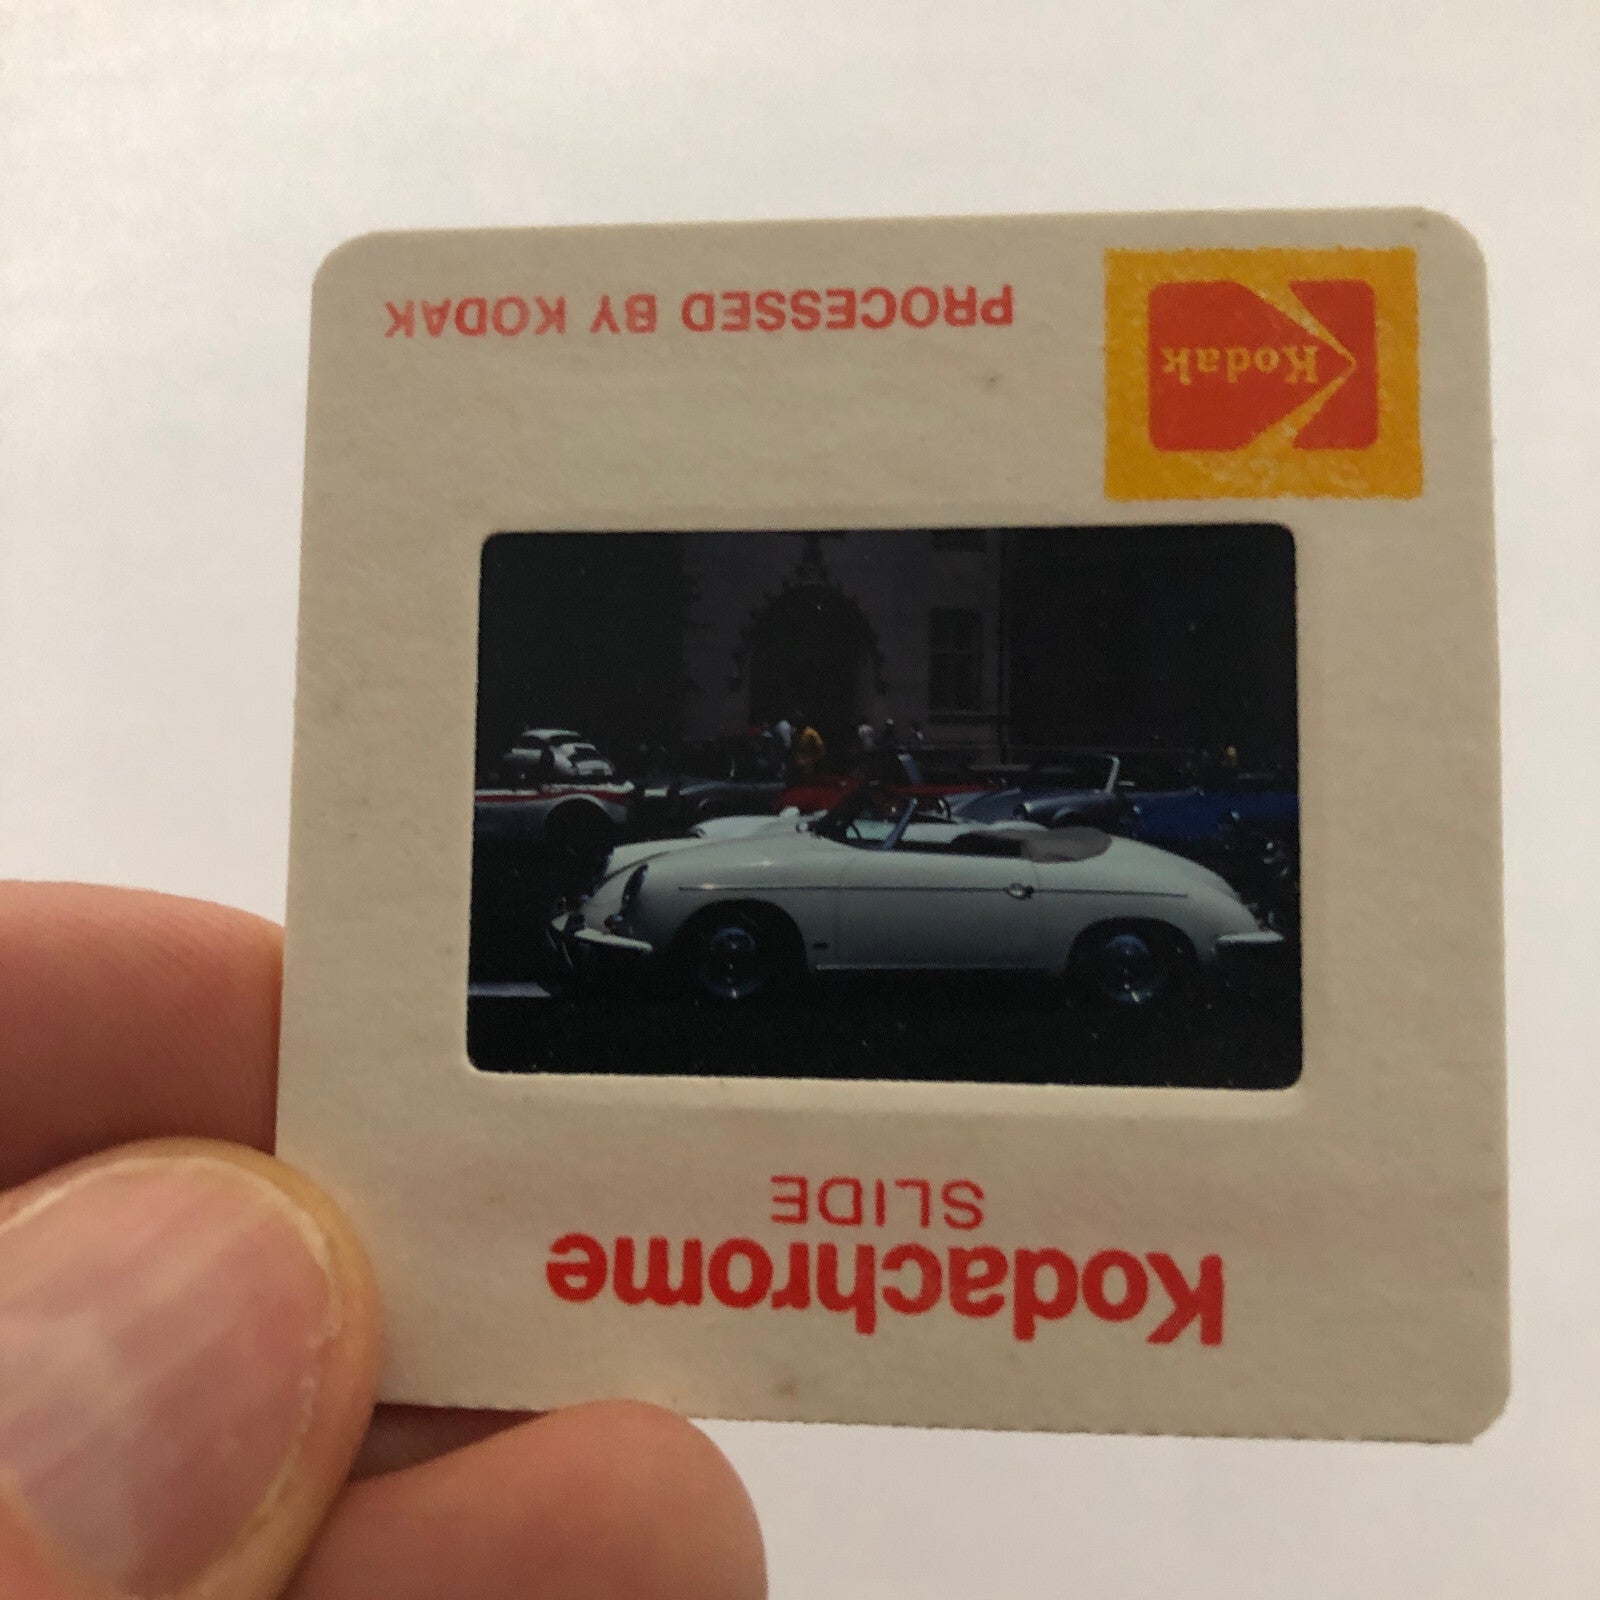 PROCESSED BY KODAK
Kodak
Kodachrome
SLIDE